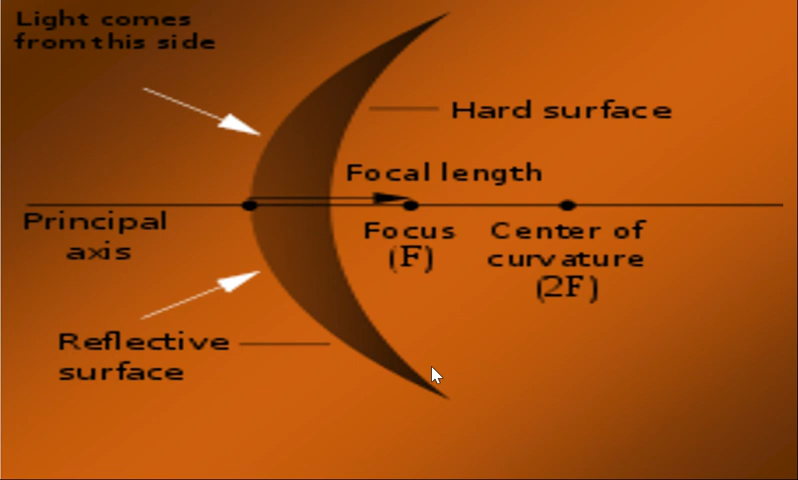 Light comes
from this side
Hard surface
Focal length
Principal
axis
Focus
(F)
Center of
curvature
(2F)
Reflective
surface